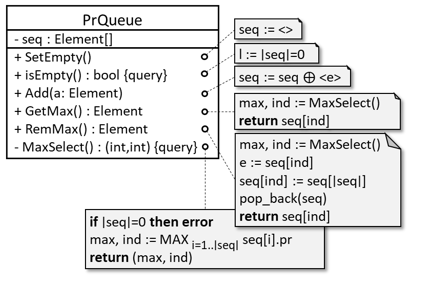 PrQueue
- seq : Element[]
+ SetEmpty()
+ isEmpty() : bool {query}
+ Add(a: Element)
+ GetMax() : Element
+ RemMax() : Element
- MaxSelect() : (int,int) {query}
seq := <>
l := |seq|=0
seq := seq ⊕ <e>
max, ind := MaxSelect()
return seq[ind]
max, ind := MaxSelect()
e := seq[ind]
seq[ind] := seq[|seq|]
pop_back(seq)
return seq[ind]
if |seq|=0 then error
max, ind := MAX i=1..|seq| seq[i].pr
return (max, ind)